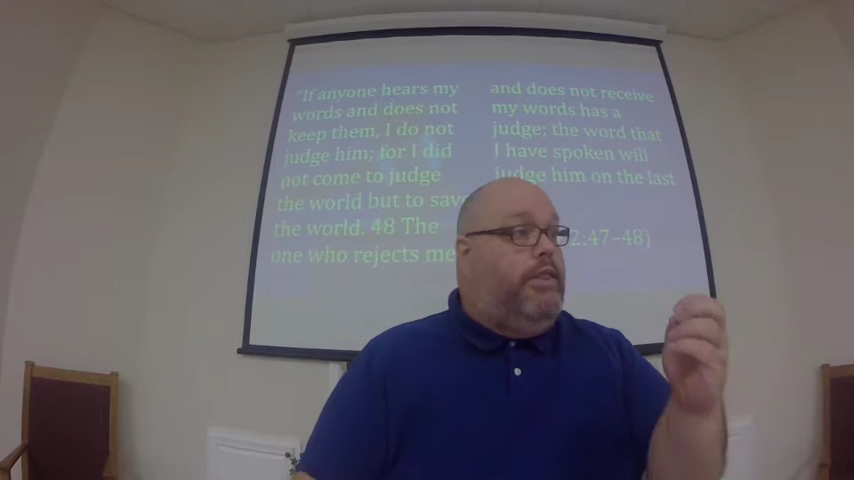 "If anyone hears my
words and does not
keep them, I do not
judge him; for I did
not come to judge
the world but to save
the world. 48 The
one who rejects me
and does not receive
my words has a
judge; the word that
I have spoken will
judge him on the last
2:47–48)